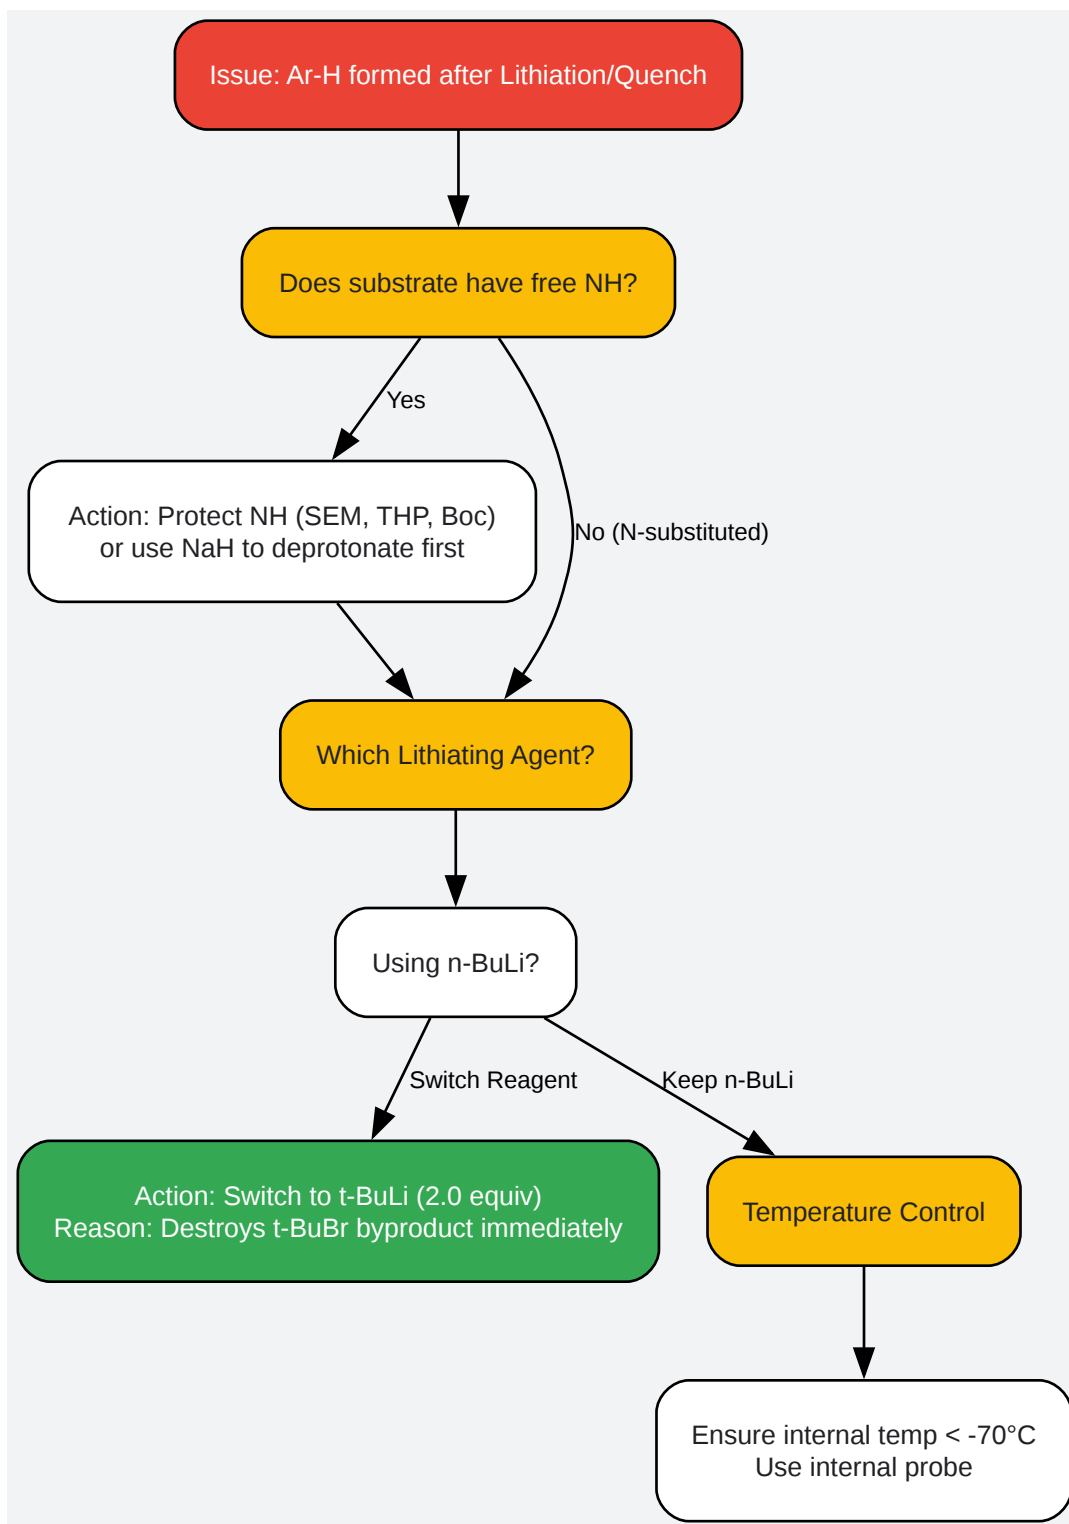 Issue: Ar-H formed after Lithiation/Quench
Does substrate have free NH?
Yes
No (N-substituted)
Action: Protect NH (SEM, THP, Boc)
or use NaH to deprotonate first
Which Lithiating Agent?
Using n-BuLi?
Switch Reagent
Keep n-BuLi
Action: Switch to t-BuLi (2.0 equiv)
Reason: Destroys t-BuBr byproduct immediately
Temperature Control
Ensure internal temp < -70°C
Use internal probe